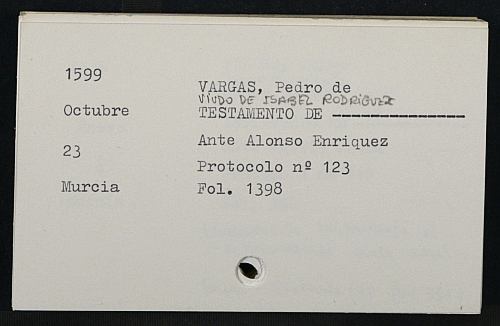 1599
VARGAS, Pedro de
VIUDO DE ISABEL RODRIGUEZ
Octubre
TESTAMENTO DE ----------------
23
Ante Alonso Enriquez
Protocolo nº 123
Murcia
Fol. 1398